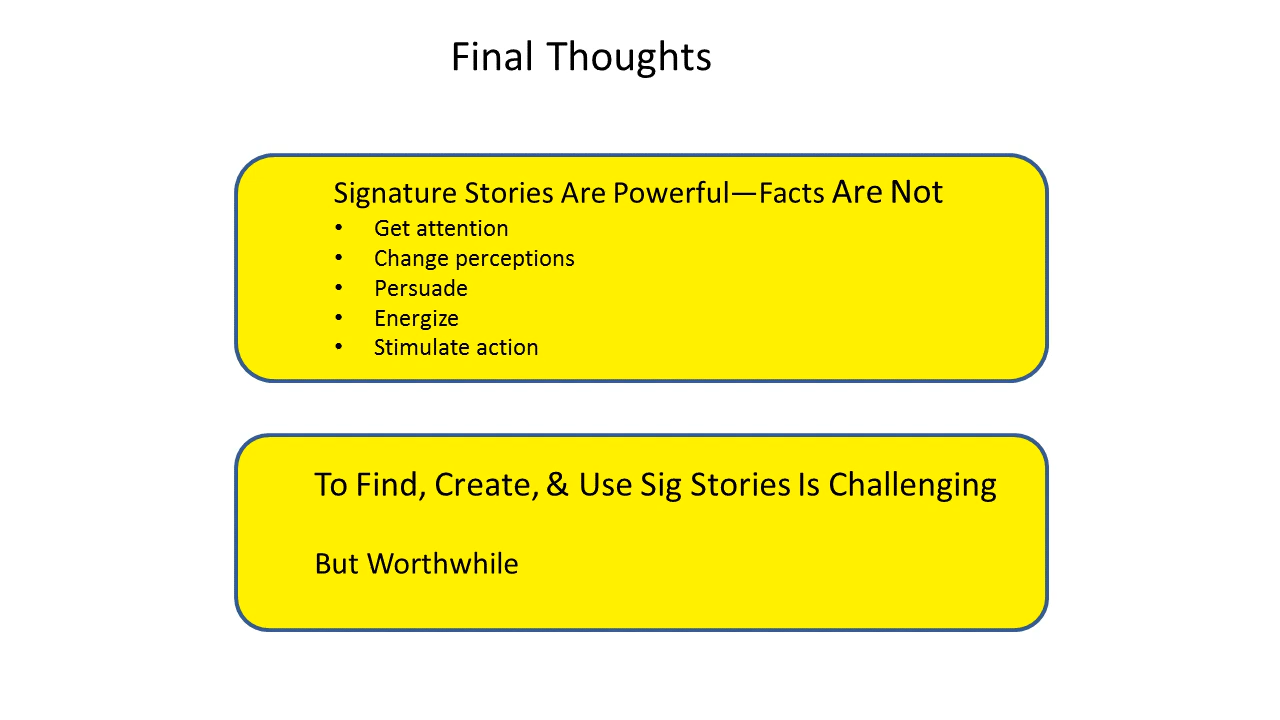 Final Thoughts
Signature Stories Are Powerful—Facts Are Not
• Get attention
• Change perceptions
• Persuade
• Energize
• Stimulate action
To Find, Create, & Use Sig Stories Is Challenging
But Worthwhile